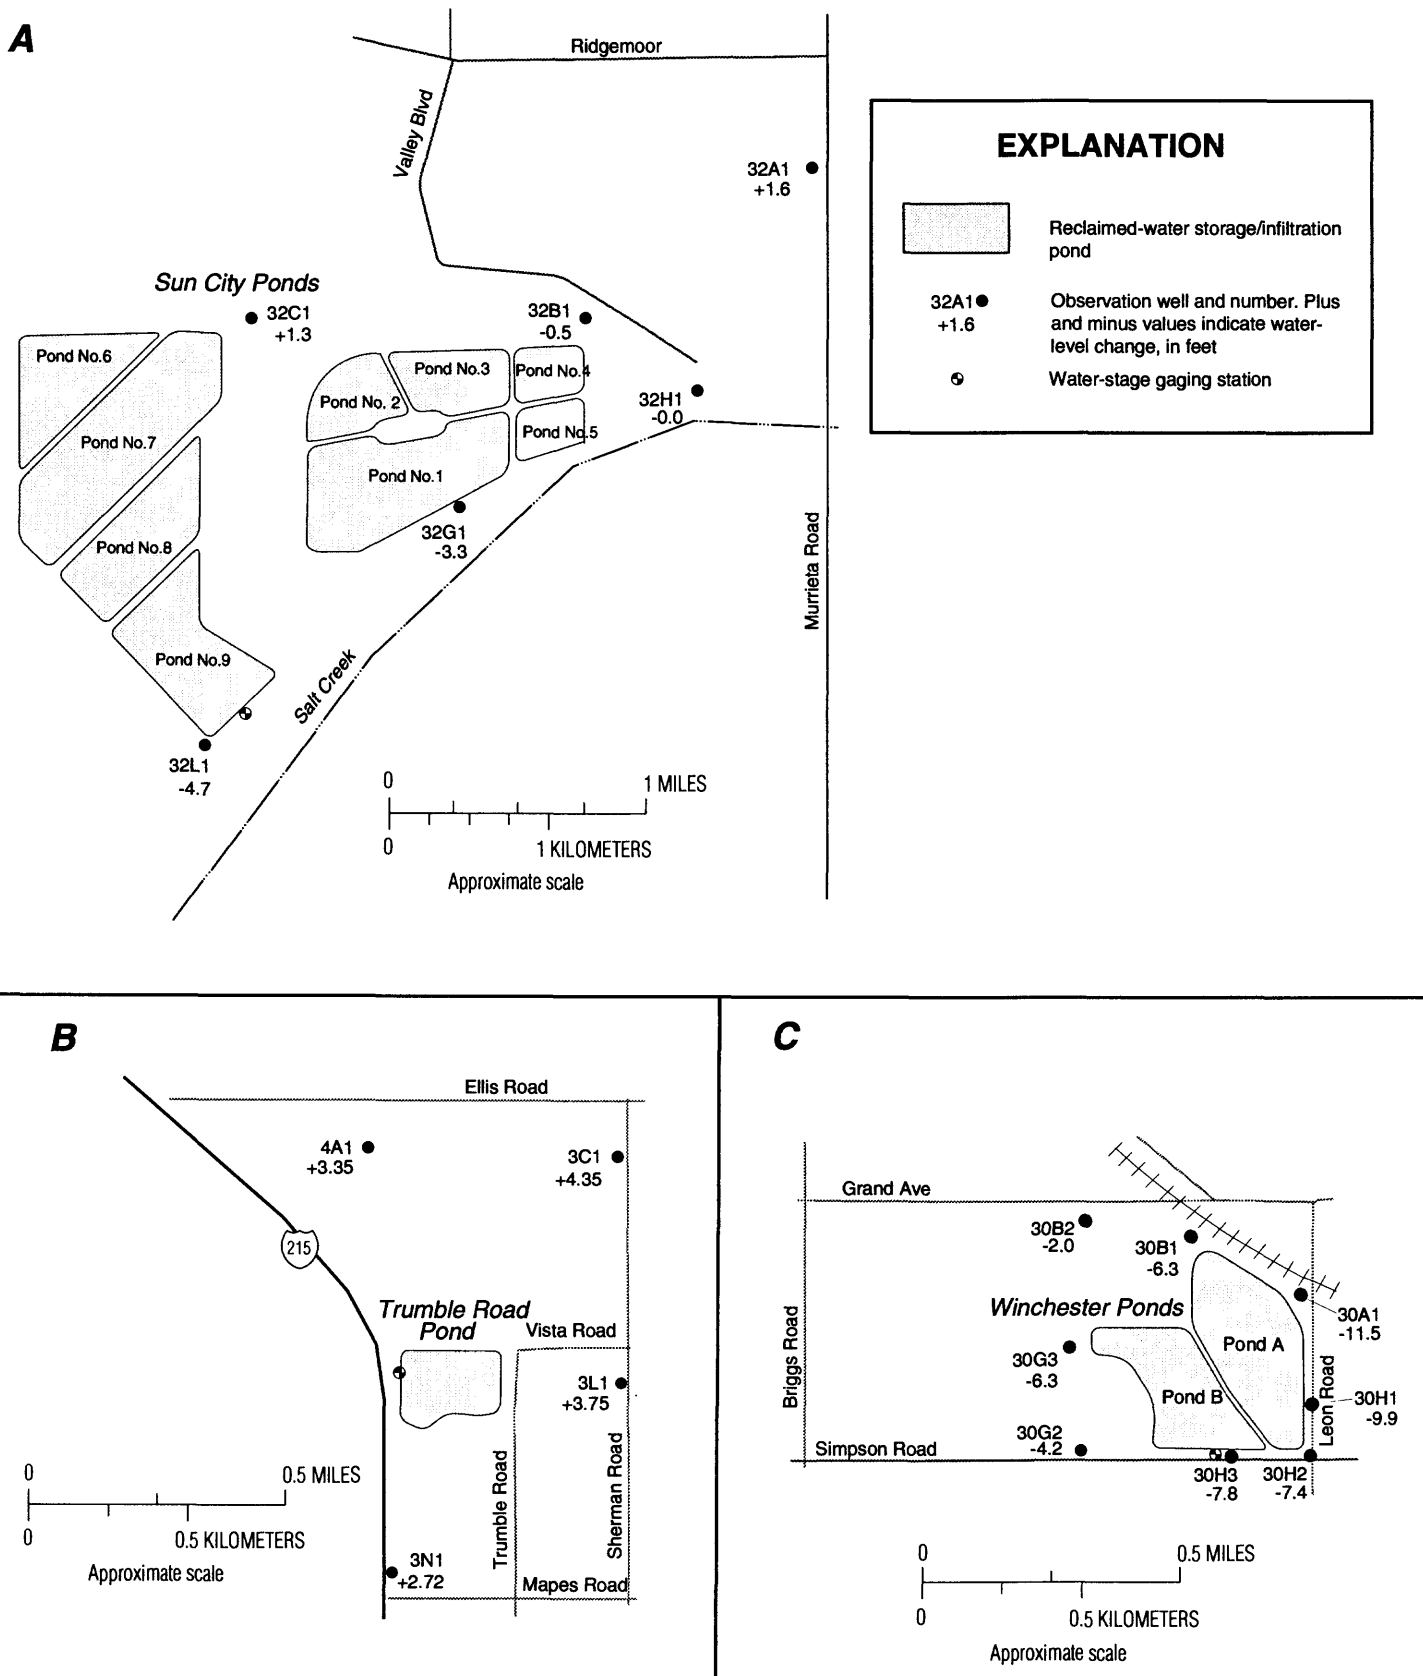 A
Ridgemoor
Valley Blvd
32A1
+1.6
EXPLANATION
Reclaimed-water storage/infiltration
pond
32A1
+1.6
Observation well and number. Plus
and minus values indicate water-
level change, in feet
Water-stage gaging station
Sun City Ponds
32C1
+1.3
32B1
-0.5
Pond No.6
Pond No.3
Pond No.4
Pond No. 2
32H1
-0.0
Pond No.7
Pond No.5
Pond No.1
32G1
-3.3
Pond No.8
Murrieta Road
Pond No.9
Salt Creek
32L1
-4.7
0
1 MILES
0
1 KILOMETERS
Approximate scale
B
Ellis Road
4A1
+3.35
3C1
+4.35
215
Trumble Road
Pond
Vista Road
3L1
+3.75
Trumble Road
Sherman Road
0
0.5 MILES
0
0.5 KILOMETERS
Approximate scale
3N1
+2.72
Mapes Road
C
Grand Ave
30B2
-2.0
30B1
-6.3
Winchester Ponds
30A1
-11.5
Briggs Road
30G3
-6.3
Pond A
Pond B
Leon Road
30H1
-9.9
30G2
-4.2
Simpson Road
30H3
-7.8
30H2
-7.4
0
0.5 MILES
0
0.5 KILOMETERS
Approximate scale